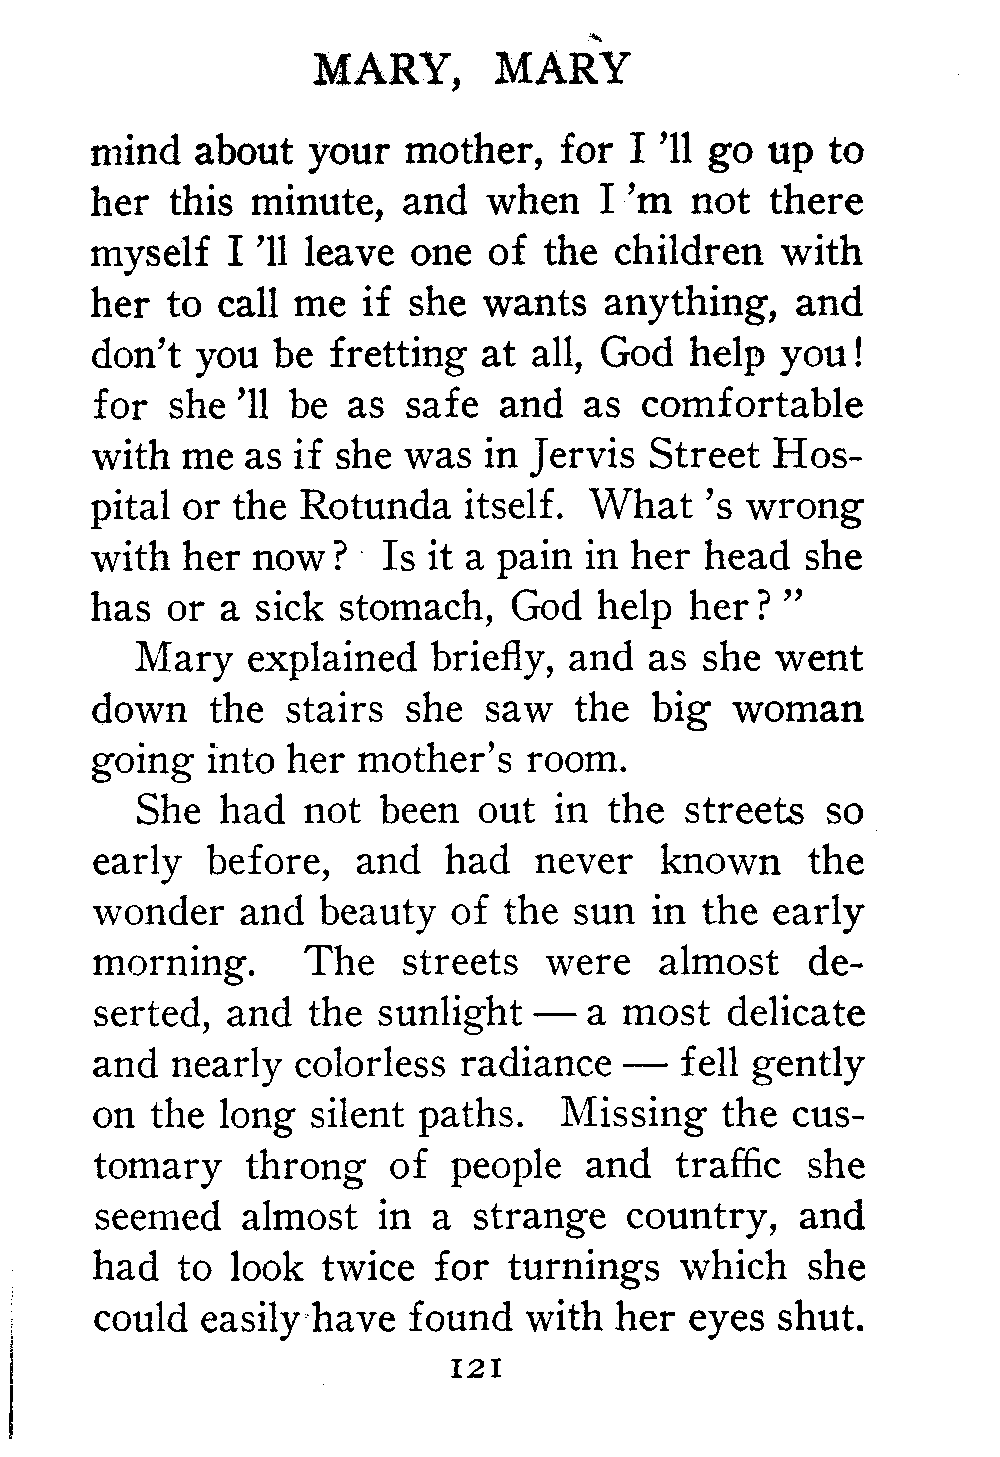 MARY, MARY
mind about your mother, for I 'll go up to
her this minute, and when I 'm not there
myself I 'll leave one of the children with
her to call me if she wants anything, and
don't you be fretting at all, God help you!
for she 'll be as safe and as comfortable
with me as if she was in Jervis Street Hos-
pital or the Rotunda itself. What 's wrong
with her now? Is it a pain in her head she
has or a sick stomach, God help her?”
Mary explained briefly, and as she went
down the stairs she saw the big woman
going into her mother's room.
She had not been out in the streets so
early before, and had never known the
wonder and beauty of the sun in the early
morning. The streets were almost de-
serted, and the sunlight — a most delicate
and nearly colorless radiance — fell gently
on the long silent paths. Missing the cus-
tomary throng of people and traffic she
seemed almost in a strange country, and
had to look twice for turnings which she
could easily have found with her eyes shut.
121